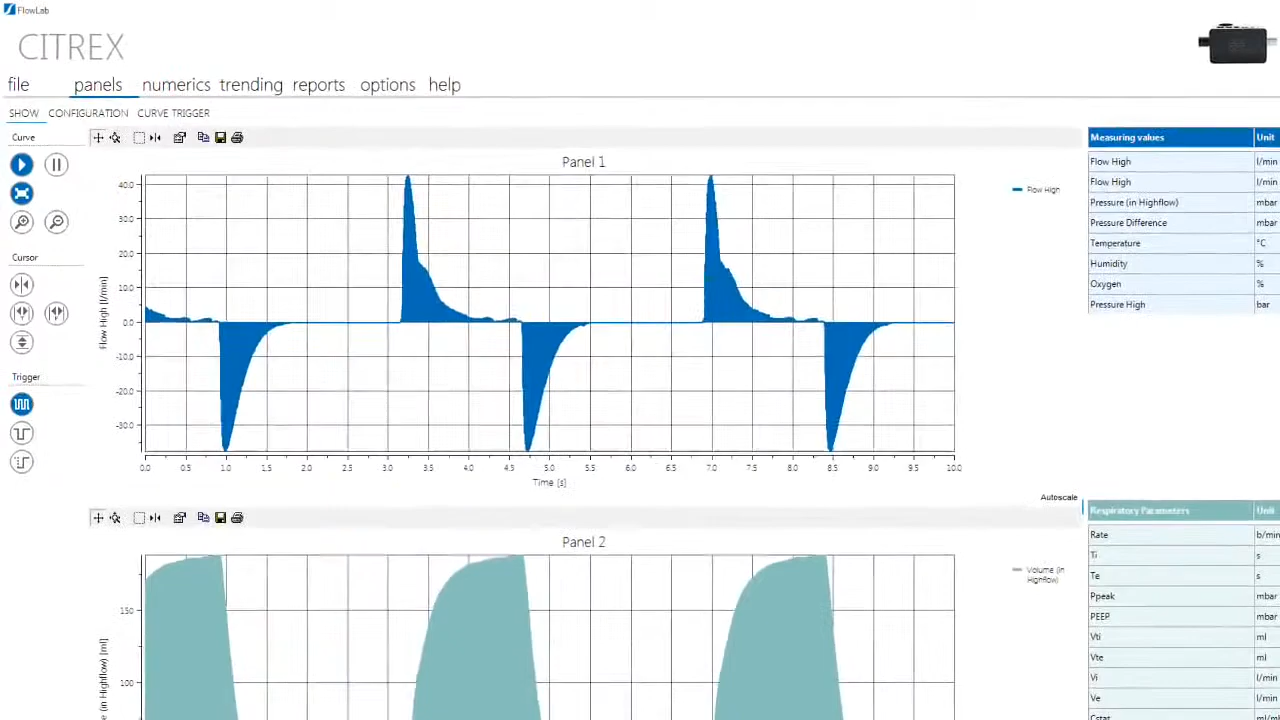 FlowLab
CITREX
file panels numerics trending reports options help
SHOW CONFIGURATION CURVE TRIGGER
Curve
Cursor
Trigger
Panel 1
Flow High
Flow High [l/min]
40.0
30.0
20.0
10.0
0.0
-10.0
-20.0
-30.0
0.0 0.5 1.0 1.5 2.0 2.5 3.0 3.5 4.0 4.5 5.0 5.5 6.0 6.5 7.0 7.5 8.0 8.5 9.0 9.5 10.0
Time [s]
Measuring values Unit
Flow High l/min
Flow High l/min
Pressure (in Highflow) mbar
Pressure Difference mbar
Temperature °C
Humidity %
Oxygen %
Pressure High bar
Autoscale
Panel 2
Volume (in
Highflow)
150
100
e (in Highflow) [ml]
Respiratory Parameters Unit
Rate b/min
Ti s
Te s
Ppeak mbar
PEEP mbar
Vti ml
Vte ml
Vi l/min
Ve l/min
Cstat ml/m